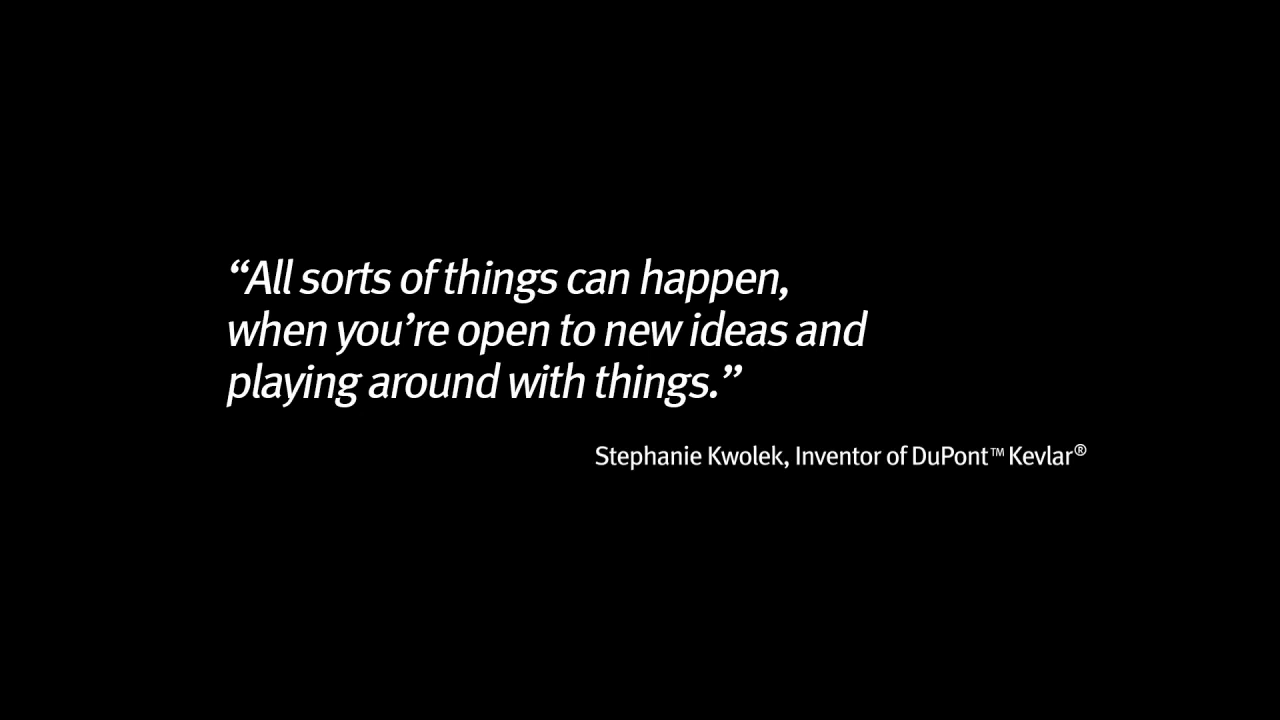 “All sorts of things can happen,
when you’re open to new ideas and
playing around with things.”
Stephanie Kwolek, Inventor of DuPont™ Kevlar®